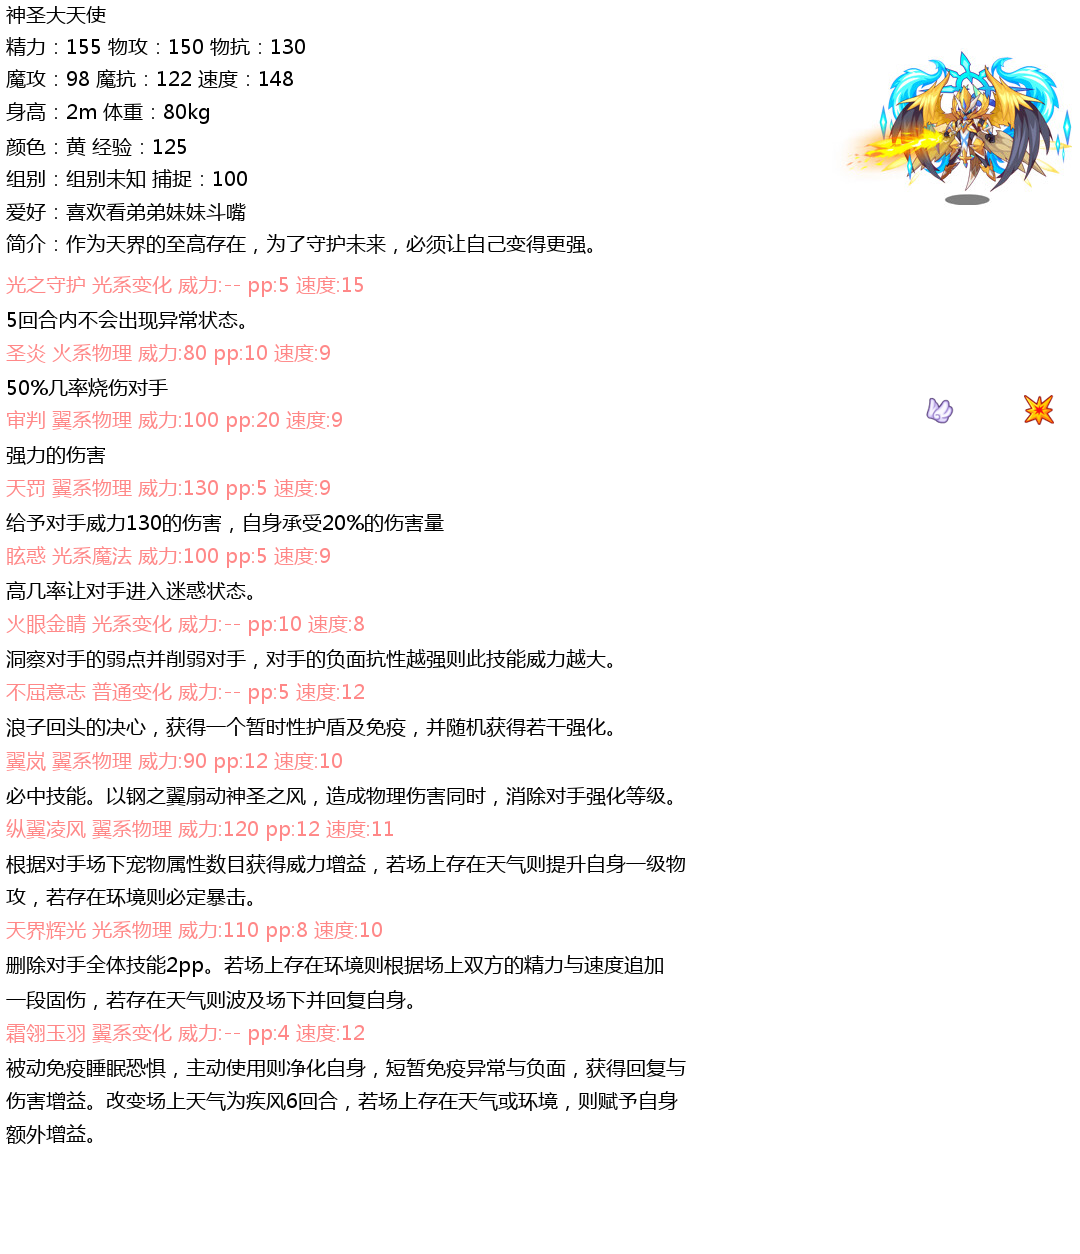 神圣大天使
精力：155 物攻：150 物抗：130
魔攻：98 魔抗：122 速度：148
身高：2m 体重：80kg
颜色：黄 经验：125
组别：组别未知 捕捉：100
爱好：喜欢看弟弟妹妹斗嘴
简介：作为天界的至高存在，为了守护未来，必须让自己变得更强。
光之守护 光系变化 威力:-- pp:5 速度:15
5回合内不会出现异常状态。
圣炎 火系物理 威力:80 pp:10 速度:9
50%几率烧伤对手
审判 翼系物理 威力:100 pp:20 速度:9
强力的伤害
天罚 翼系物理 威力:130 pp:5 速度:9
给予对手威力130的伤害，自身承受20%的伤害量
眩惑 光系魔法 威力:100 pp:5 速度:9
高几率让对手进入迷惑状态。
火眼金睛 光系变化 威力:-- pp:10 速度:8
洞察对手的弱点并削弱对手，对手的负面抗性越强则此技能威力越大。
不屈意志 普通变化 威力:-- pp:5 速度:12
浪子回头的决心，获得一个暂时性护盾及免疫，并随机获得若干强化。
翼岚 翼系物理 威力:90 pp:12 速度:10
必中技能。以钢之翼扇动神圣之风，造成物理伤害同时，消除对手强化等级。
纵翼凌风 翼系物理 威力:120 pp:12 速度:11
根据对手场下宠物属性数目获得威力增益，若场上存在天气则提升自身一级物
攻，若存在环境则必定暴击。
天界辉光 光系物理 威力:110 pp:8 速度:10
删除对手全体技能2pp。若场上存在环境则根据场上双方的精力与速度追加
一段固伤，若存在天气则波及场下并回复自身。
霜翎玉羽 翼系变化 威力:-- pp:4 速度:12
被动免疫睡眠恐惧，主动使用则净化自身，短暂免疫异常与负面，获得回复与
伤害增益。改变场上天气为疾风6回合，若场上存在天气或环境，则赋予自身
额外增益。